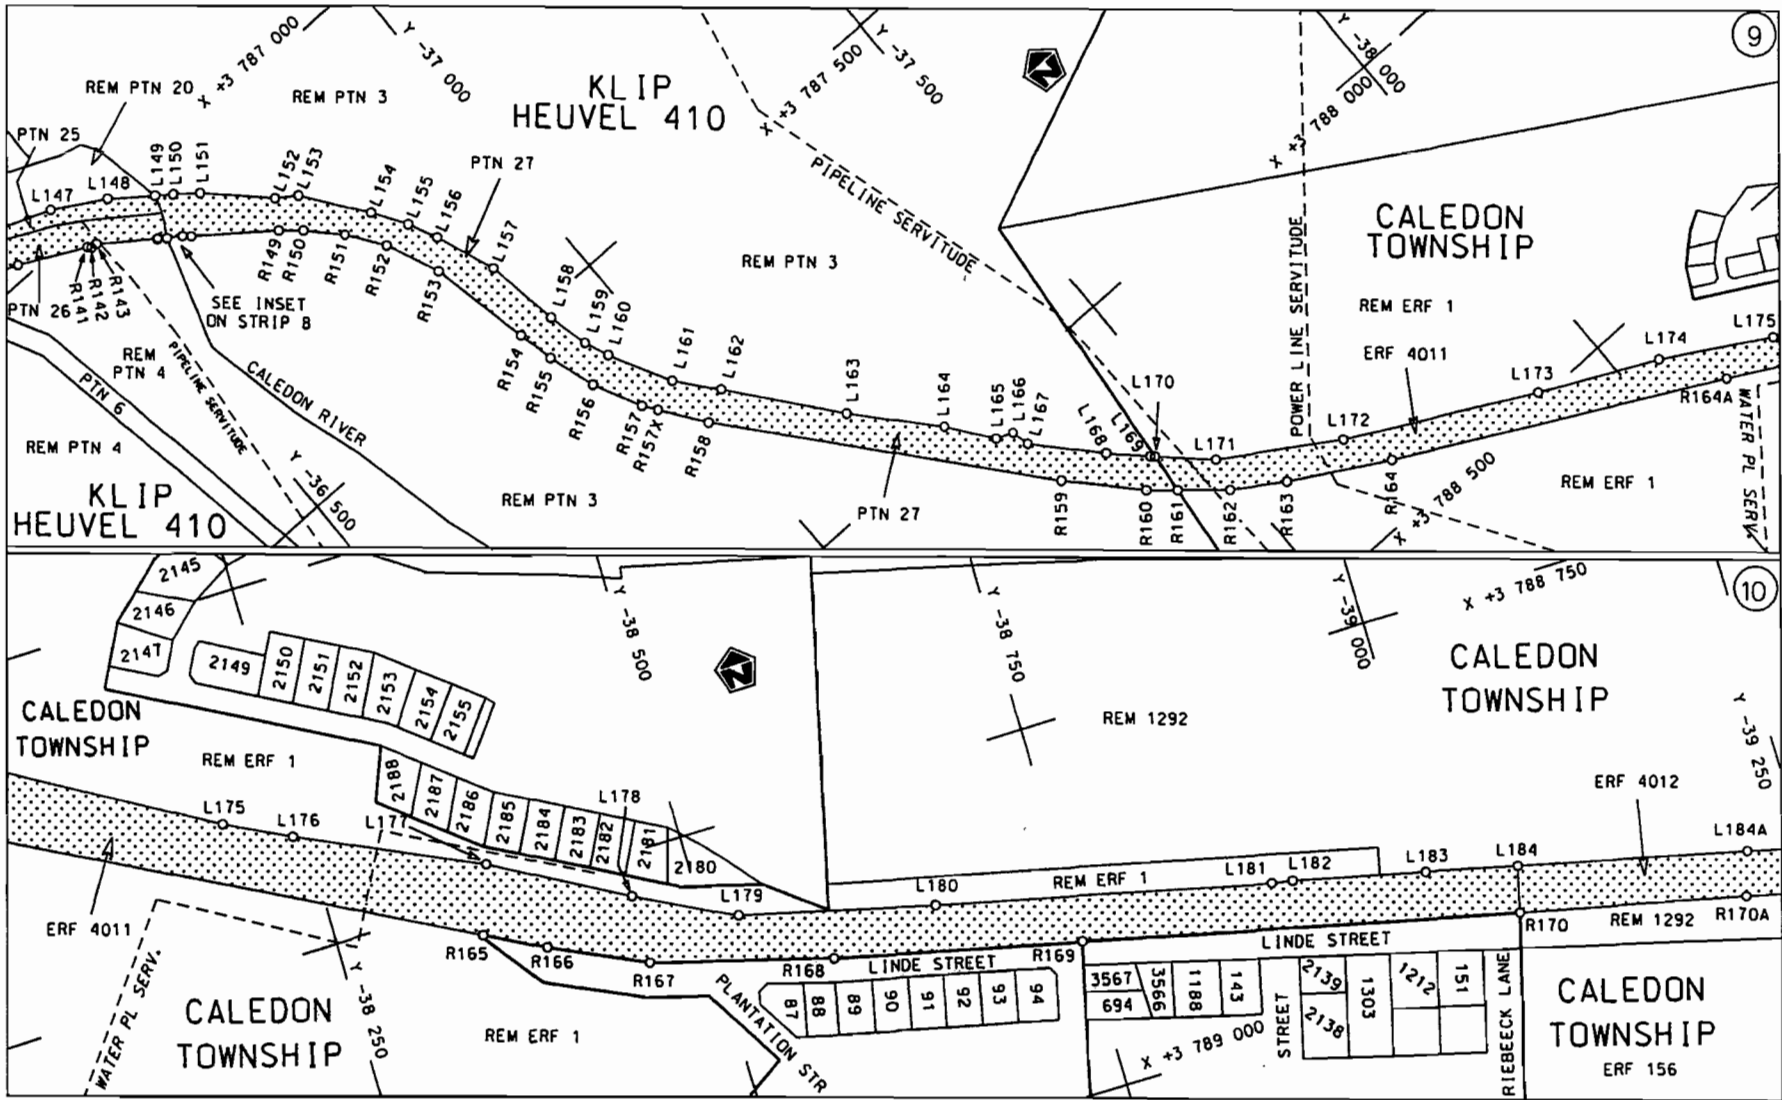 9
REM PTN 20
X +3 787 000
REM PTN 3
Y -37 000
KLIP
HEUVEL 410
X +3 787 500
Y -37 500
Y -38 000
X +3 788 000
PTN 25
L147
L148
L149
L150
L151
L152
L153
L154
L155
L156
PTN 27
L157
PIPELINE SERVITUDE
CALEDON
TOWNSHIP
POWER LINE SERVITUDE
REM PTN 3
REM ERF 1
ERF 4011
L158
L159
L160
L161
L162
L163
L164
L165
L166
L167
L168
L169
L170
L171
L172
L173
L174
L175
PTN 26
R141
R142
R143
SEE INSET
ON STRIP 8
R149
R150
R151
R152
R153
R154
R155
R156
R157
R157X
R158
R159
R160
R161
R162
R163
R164
R164A
REM
PTN 4
PIPELINE SERVITUDE
CALEDON RIVER
PTN 6
REM PTN 4
Y -36 500
KLIP
HEUVEL 410
REM PTN 3
PTN 27
X +3 788 500
REM ERF 1
WATER PL SERV.
10
2145
2146
2147
2149
2150
2151
2152
2153
2154
2155
Y -38 500
Y -38 750
Y -39 000
X +3 788 750
CALEDON
TOWNSHIP
CALEDON
TOWNSHIP
REM ERF 1
REM 1292
Y -39 250
2188
2187
2186
2185
2184
2183
2182
2181
2180
ERF 4012
L175
L176
L177
L178
L179
L180
REM ERF 1
L181
L182
L183
L184
L184A
ERF 4011
R165
R166
R167
R168
R169
R170
REM 1292
R170A
LINDE STREET
LINDE STREET
WATER PL SERV.
Y -38 250
CALEDON
TOWNSHIP
REM ERF 1
PLANTATION STR
87
88
89
90
91
92
93
94
3567
694
3566
1188
143
STREET
2139
2138
1303
1212
151
RIEBEECK LANE
X +3 789 000
CALEDON
TOWNSHIP
ERF 156